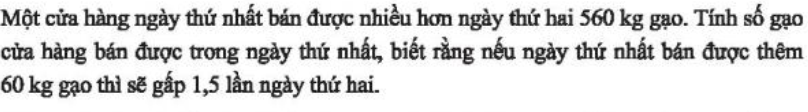 Một cửa hàng ngày thứ nhất bán được nhiều hơn ngày thứ hai 560 kg gạo. Tính số gạo
cửa hàng bán được trong ngày thứ nhất, biết rằng nếu ngày thứ nhất bán được thêm
60 kg gạo thì sẽ gấp 1,5 lần ngày thứ hai.